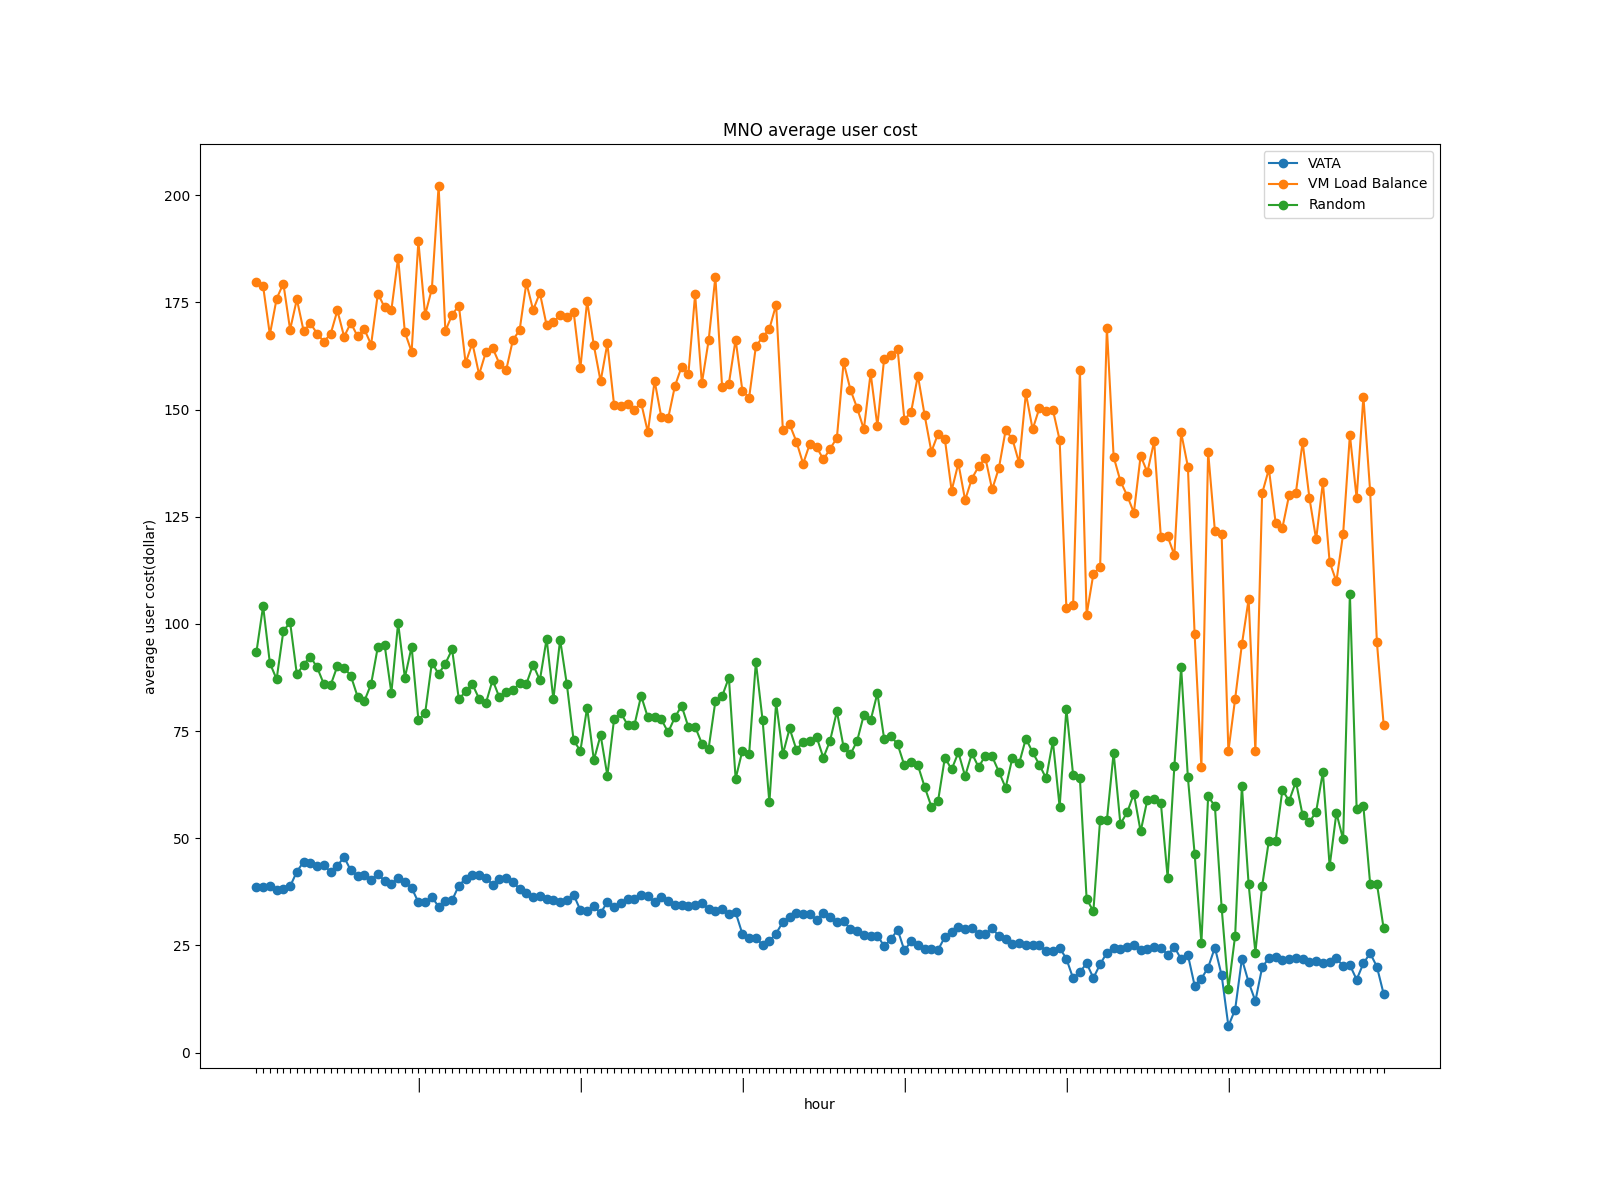 MNO average user cost
VATA
VM Load Balance
Random
200
175
150
125
100
75
50
25
0
average user cost(dollar)
| | | | | |
hour